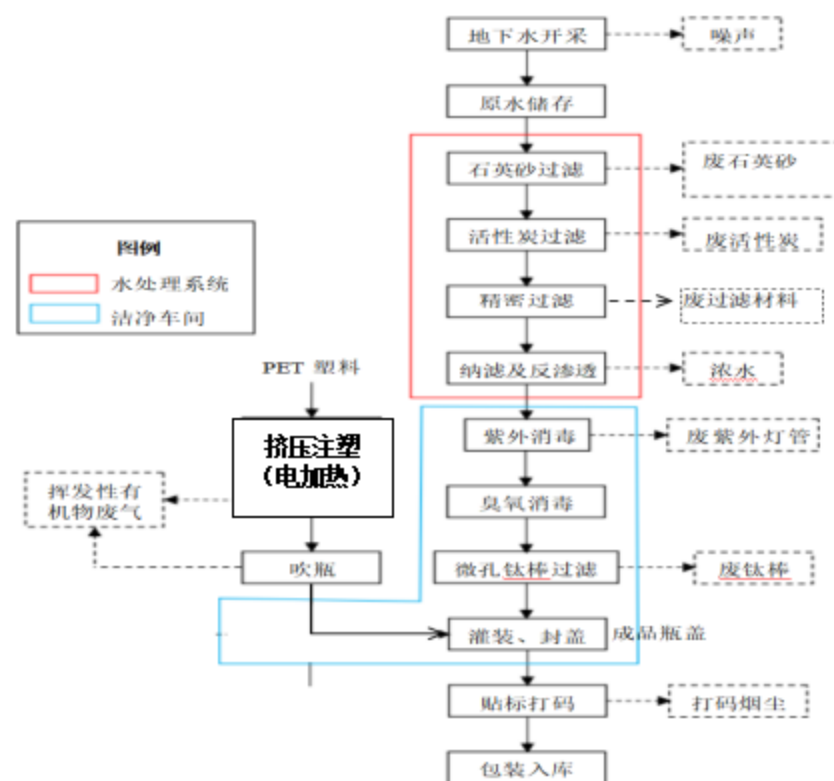 地下水开采
噪声
原水储存
石英砂过滤
废石英砂
活性炭过滤
废活性炭
图例
水处理系统
洁净车间
精密过滤
废过滤材料
PET 塑料
纳滤及反渗透
浓水
挤压注塑
（电加热）
紫外消毒
废紫外灯管
挥发性有
机物废气
臭氧消毒
吹瓶
微孔钛棒过滤
废钛棒
灌装、封盖
成品瓶盖
贴标打码
打码烟尘
包装入库